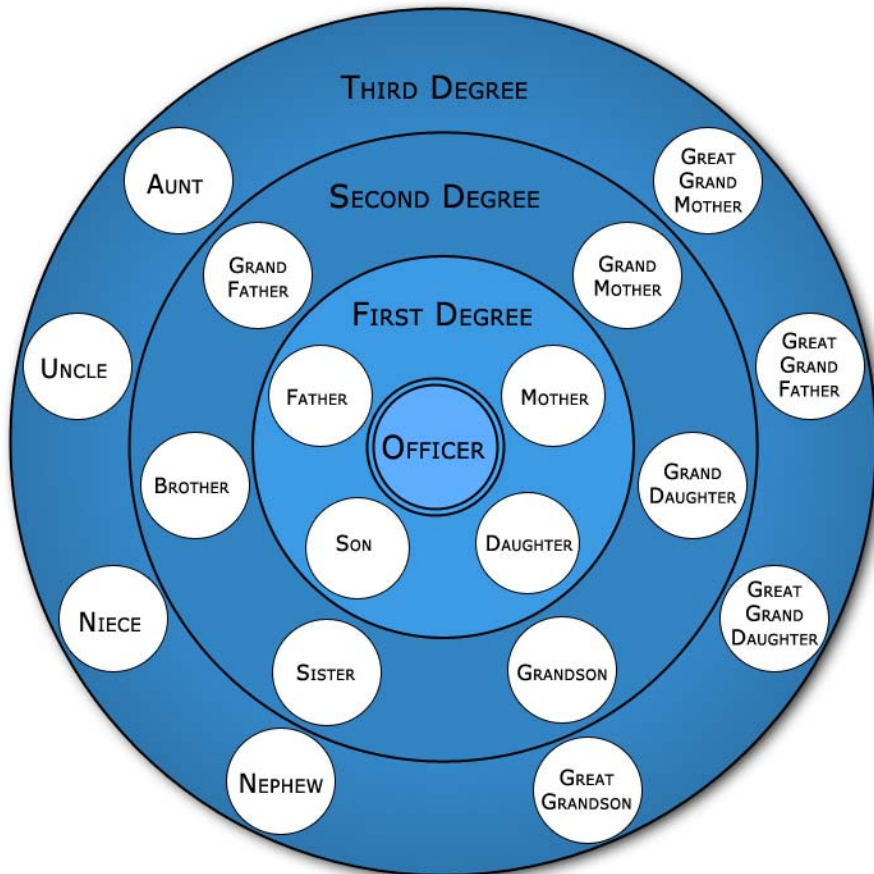 Third Degree
Aunt
Great
Grand
Mother
Second Degree
Grand
Father
Grand
Mother
First Degree
Uncle
Great
Grand
Father
Father
Mother
Officer
Brother
Grand
Daughter
Son
Daughter
Niece
Great
Grand
Daughter
Sister
Grandson
Nephew
Great
Grandson